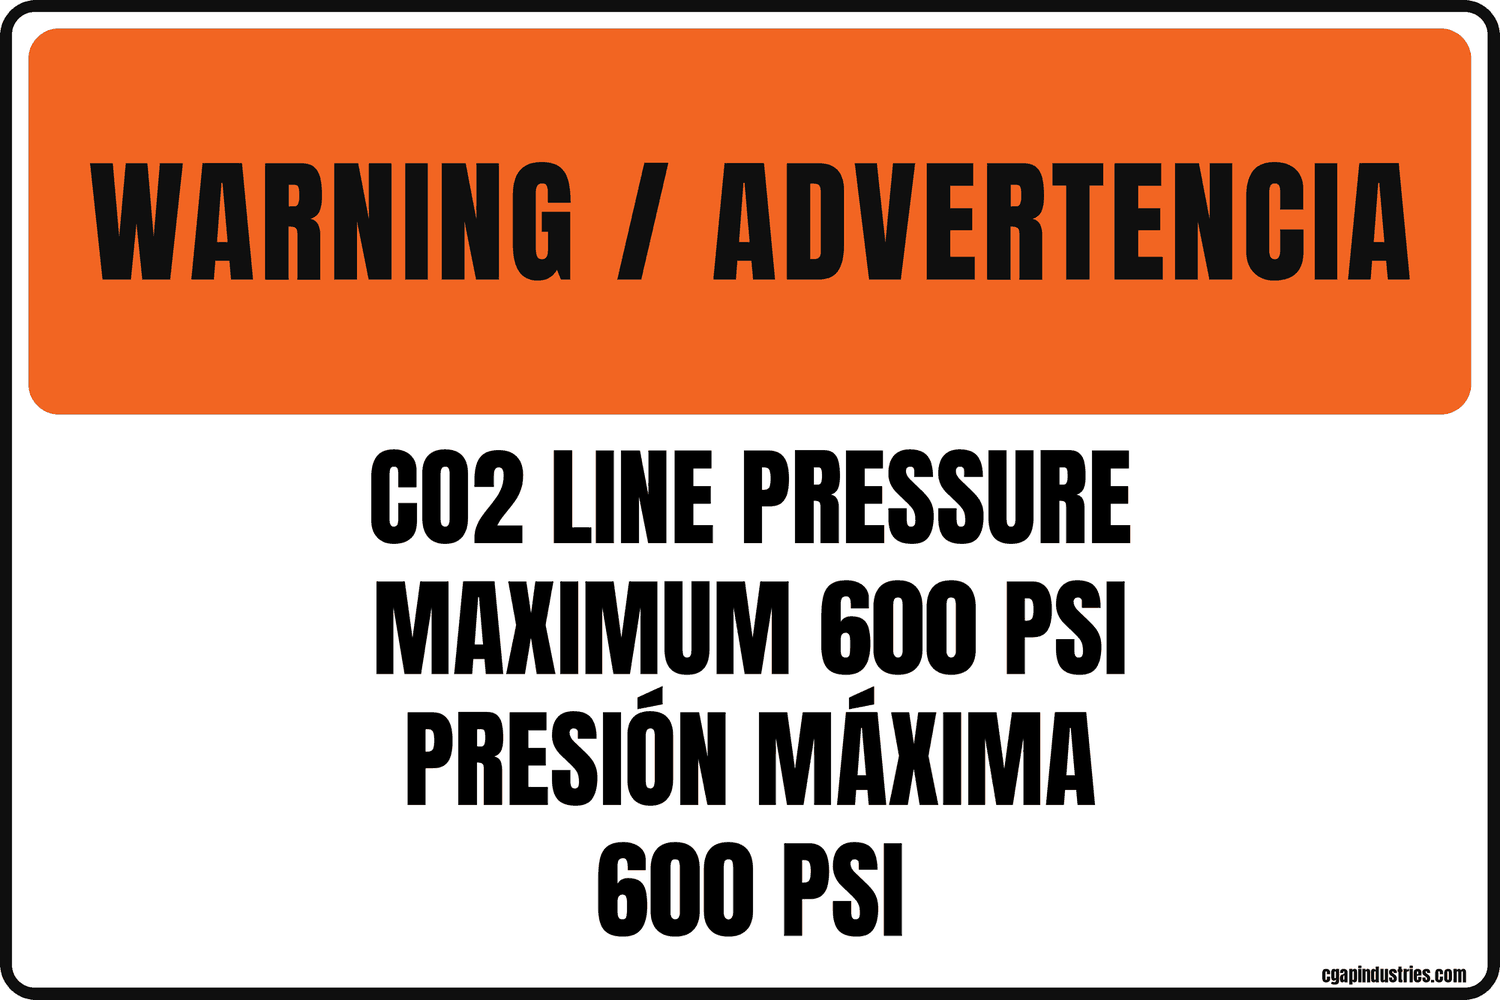 WARNING / ADVERTENCIA
CO2 LINE PRESSURE
MAXIMUM 600 PSI
PRESIÓN MÁXIMA
600 PSI
cgapindustries.com